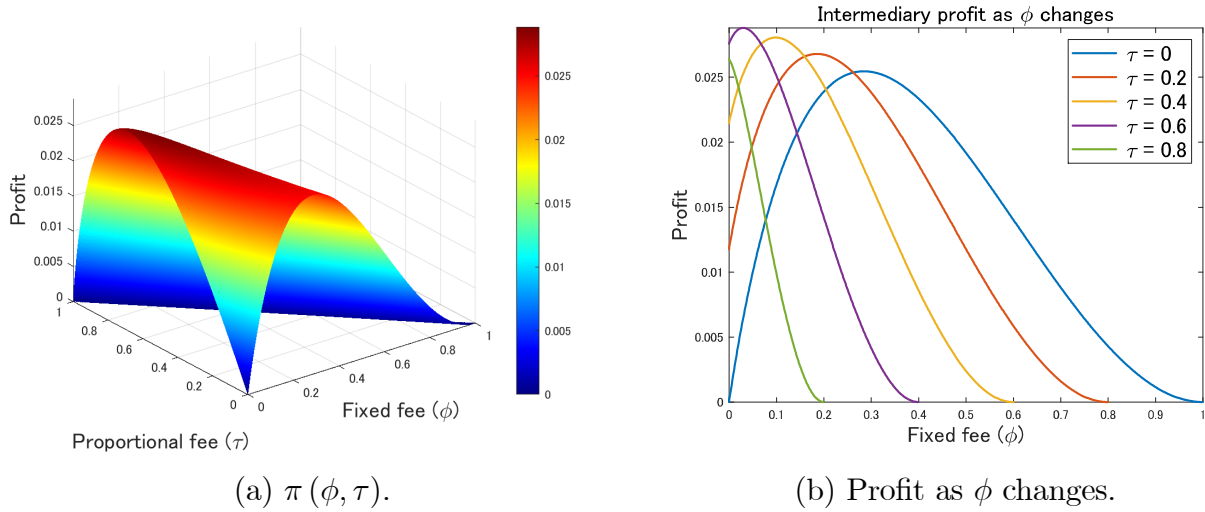 Profit
0.025
0.02
0.015
0.01
0.005
0
1
0.8
0.6
0.4
0.2
0
0
0.2
0.4
0.6
0.8
1
Proportional fee (τ)
Fixed fee (ϕ)
0.025
0.02
0.015
0.01
0.005
0
(a) π (ϕ, τ).
Intermediary profit as ϕ changes
Profit
0.025
0.02
0.015
0.01
0.005
0
τ = 0
τ = 0.2
τ = 0.4
τ = 0.6
τ = 0.8
0 0.1 0.2 0.3 0.4 0.5 0.6 0.7 0.8 0.9 1
Fixed fee (ϕ)
(b) Profit as ϕ changes.